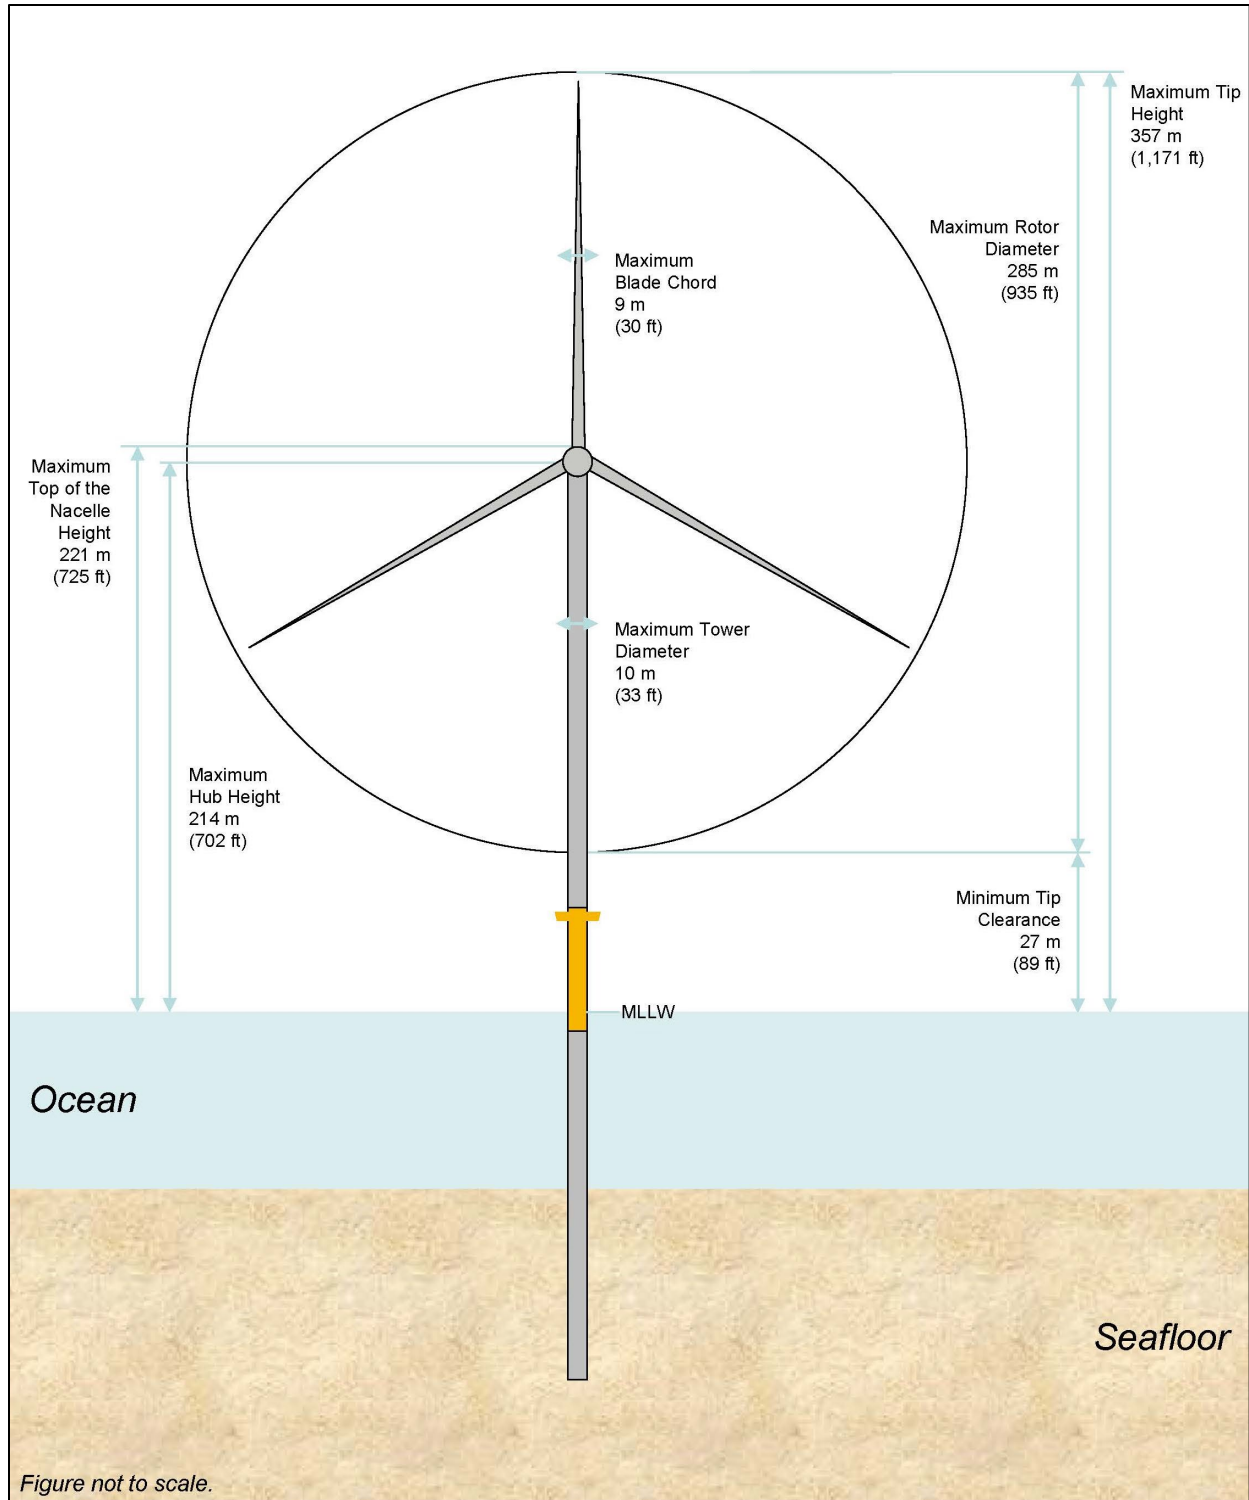 Maximum Tip
Height
357 m
(1,171 ft)
Maximum Rotor
Diameter
285 m
(935 ft)
Maximum
Blade Chord
9 m
(30 ft)
Maximum
Top of the
Nacelle
Height
221 m
(725 ft)
Maximum Tower
Diameter
10 m
(33 ft)
Maximum
Hub Height
214 m
(702 ft)
Minimum Tip
Clearance
27 m
(89 ft)
MLLW
Ocean
Seafloor
Figure not to scale.